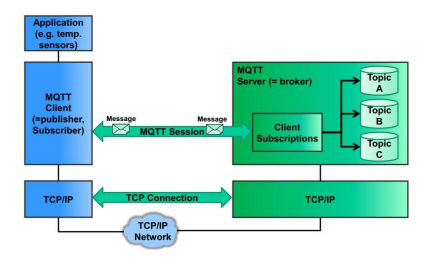 Application
(e.g. temp.
sensors)
MQTT
Client
(=publisher,
Subscriber)
Message
Message
MQTT Session
MQTT
Server (= broker)
Client
Subscriptions
Topic
A
Topic
B
Topic
C
TCP/IP
TCP Connection
TCP/IP
TCP/IP
Network